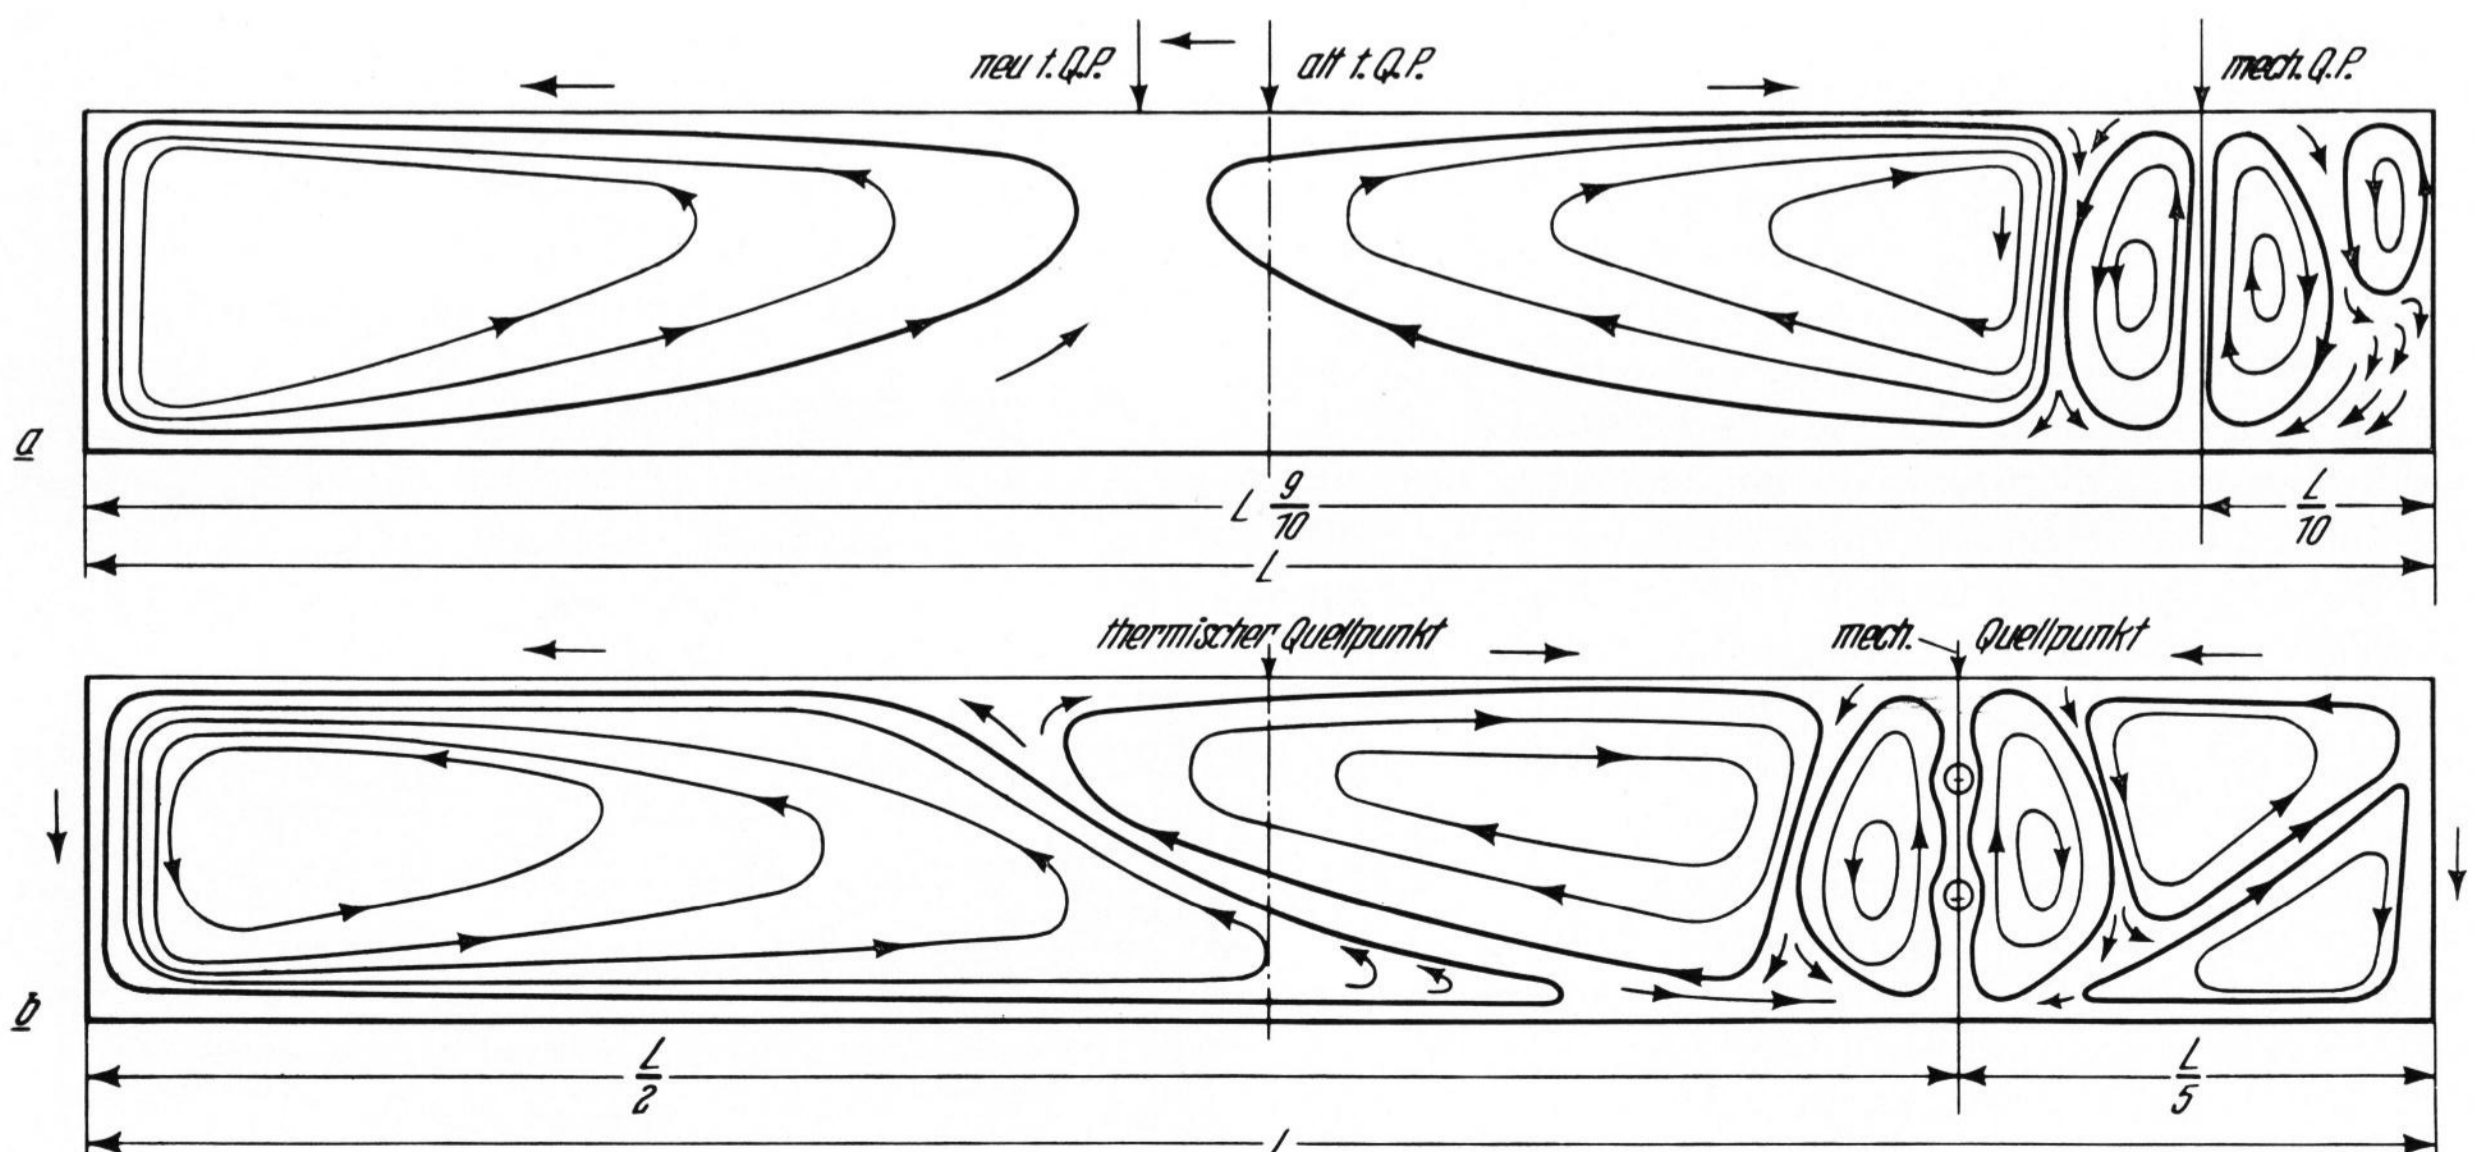 neu t.Q.P. alt t.Q.P. mech. Q.P.
a
L 9/10 L/10
L
thermischer Quellpunkt mech. Quellpunkt
b
L/2 L/5
L